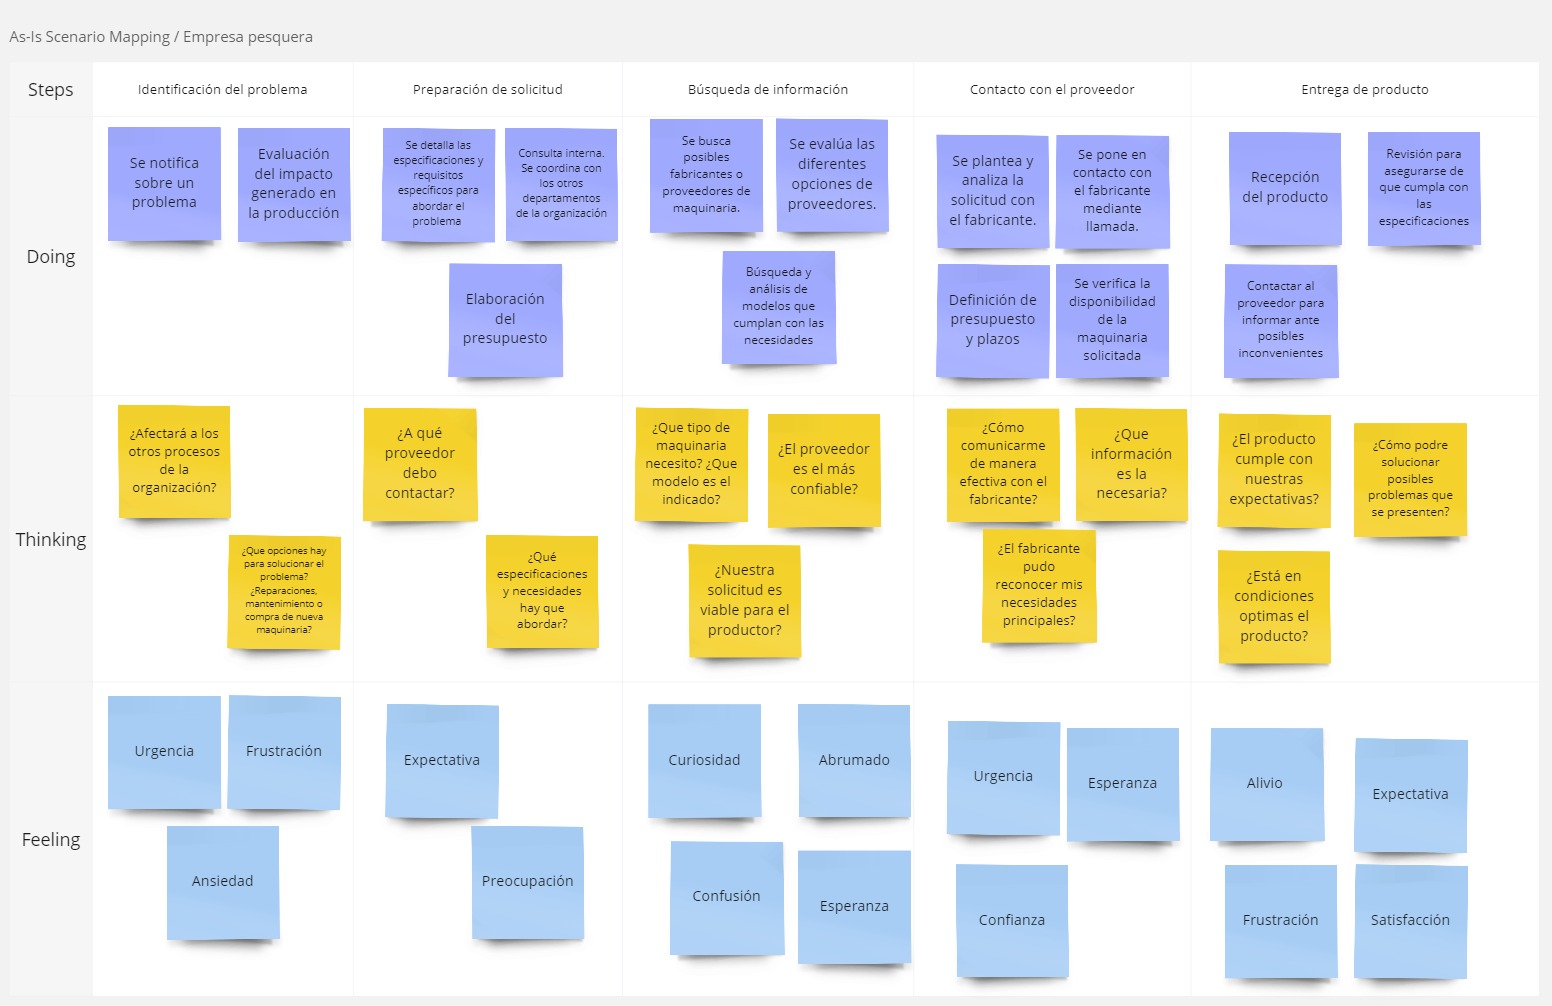 As-Is Scenario Mapping / Empresa pesquera
Steps
Identificación del problema
Preparación de solicitud
Búsqueda de información
Contacto con el proveedor
Entrega de producto
Doing
Se notifica
sobre un
problema
Evaluación
del impacto
generado en
la producción
Se detalla las
especificaciones y
requisitos
específicos para
abordar el
problema
Consulta interna.
Se coordina con
los otros
departamentos
de la organización
Elaboración
del
presupuesto
Se busca
posibles
fabricantes o
proveedores de
maquinaria.
Se evalúa las
diferentes
opciones de
proveedores.
Búsqueda y
análisis de
modelos que
cumplan con las
necesidades
Se plantea y
analiza la
solicitud con
el fabricante.
Se pone en
contacto con
el fabricante
mediante
llamada.
Definición de
presupuesto
y plazos
Se verifica la
disponibilidad
de la
maquinaria
solicitada
Recepción
del producto
Revisión para
asegurarse de
que cumpla con
las
especificaciones
Contactar al
proveedor para
informar ante
posibles
inconvenientes
Thinking
¿Afectará a los
otros procesos
de la
organización?
¿Que opciones hay
para solucionar el
problema?
¿Reparaciones,
mantenimiento o
compra de nueva
maquinaria?
¿A qué
proveedor
debo
contactar?
¿Qué
especificaciones
y necesidades
hay que
abordar?
¿Que tipo de
maquinaria
necesito? ¿Que
modelo es el
indicado?
¿El proveedor
es el más
confiable?
¿Nuestra
solicitud es
viable para el
productor?
¿Cómo
comunicarme
de manera
efectiva con el
fabricante?
¿Que
información
es la
necesaria?
¿El fabricante
pudo
reconocer mis
necesidades
principales?
¿El producto
cumple con
nuestras
expectativas?
¿Cómo podre
solucionar
posibles
problemas que
se presenten?
¿Está en
condiciones
optimas el
producto?
Feeling
Urgencia
Frustración
Ansiedad
Expectativa
Preocupación
Curiosidad
Abrumado
Confusión
Esperanza
Urgencia
Esperanza
Confianza
Alivio
Expectativa
Frustración
Satisfacción